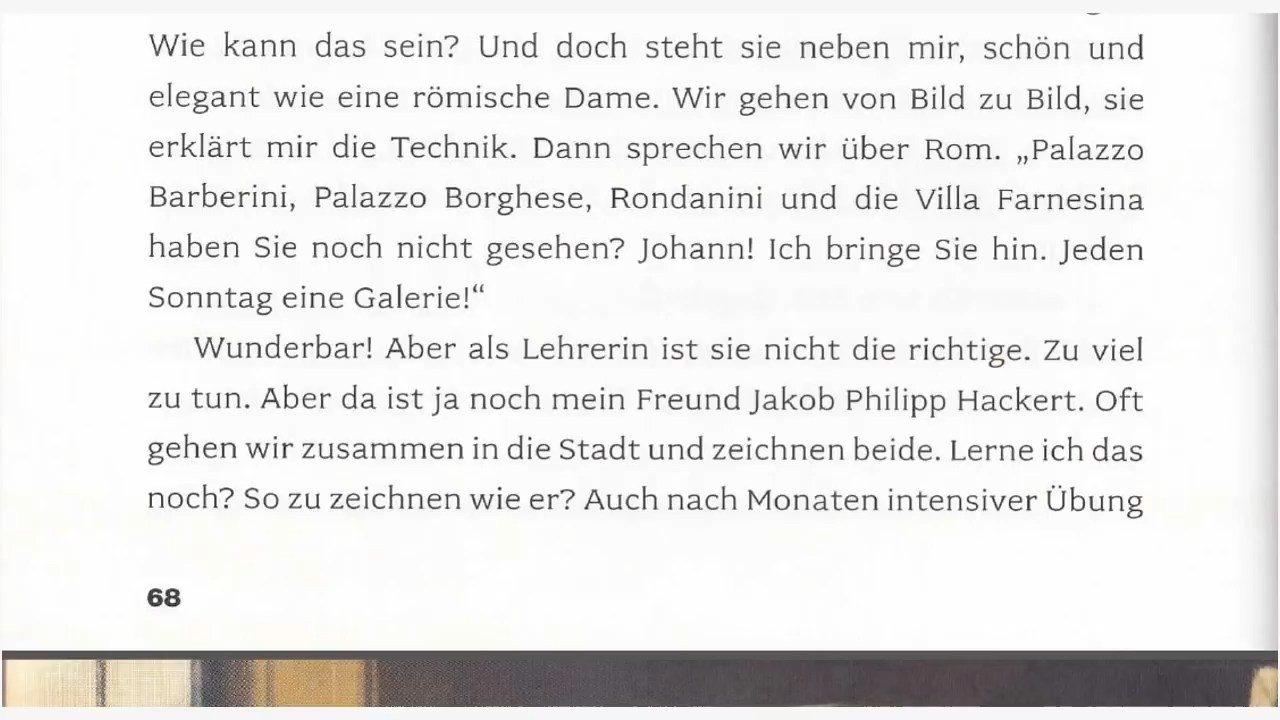 Wie kann das sein? Und doch steht sie neben mir, schön und
elegant wie eine römische Dame. Wir gehen von Bild zu Bild, sie
erklärt mir die Technik. Dann sprechen wir über Rom. „Palazzo
Barberini, Palazzo Borghese, Rondanini und die Villa Farnesina
haben Sie noch nicht gesehen? Johann! Ich bringe Sie hin. Jeden
Sonntag eine Galerie!“
Wunderbar! Aber als Lehrerin ist sie nicht die richtige. Zu viel
zu tun. Aber da ist ja noch mein Freund Jakob Philipp Hackert. Oft
gehen wir zusammen in die Stadt und zeichnen beide. Lerne ich das
noch? So zu zeichnen wie er? Auch nach Monaten intensiver Übung
68